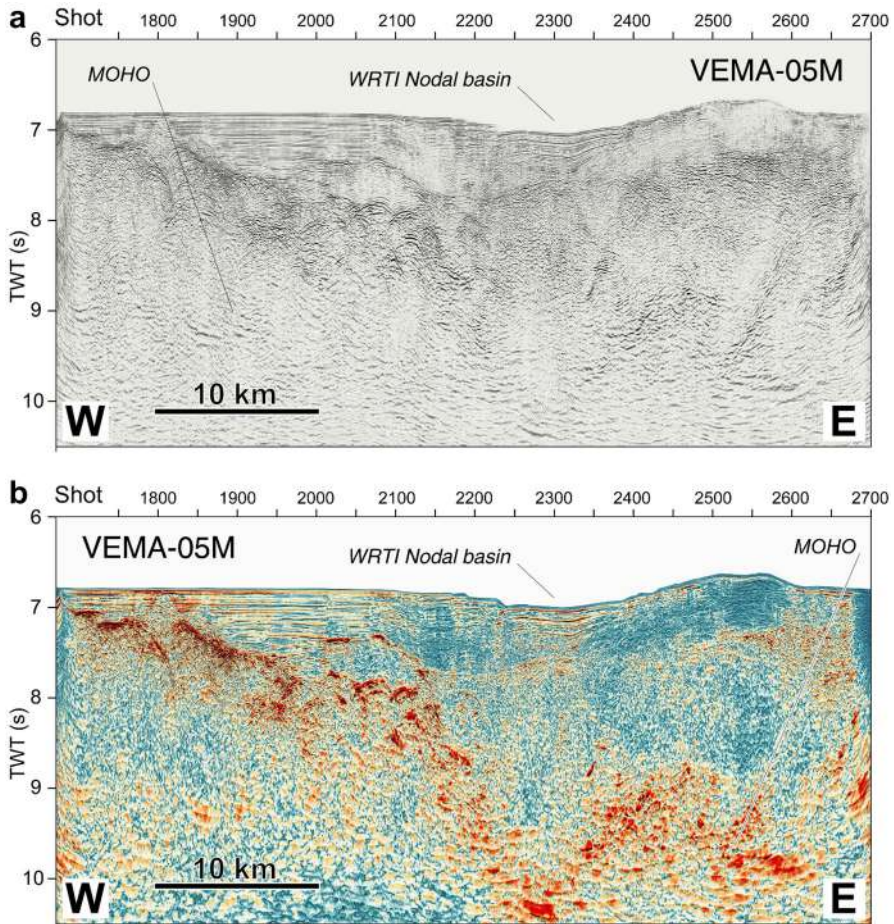 a Shot 1800 1900 2000 2100 2200 2300 2400 2500 2600 2700
6
MOHO WRTI Nodal basin VEMA-05M
7
8
TWT (s)
9
10 km
10
W E
b Shot 1800 1900 2000 2100 2200 2300 2400 2500 2600 2700
6
VEMA-05M WRTI Nodal basin MOHO
7
8
TWT (s)
9
10 km
10
W E